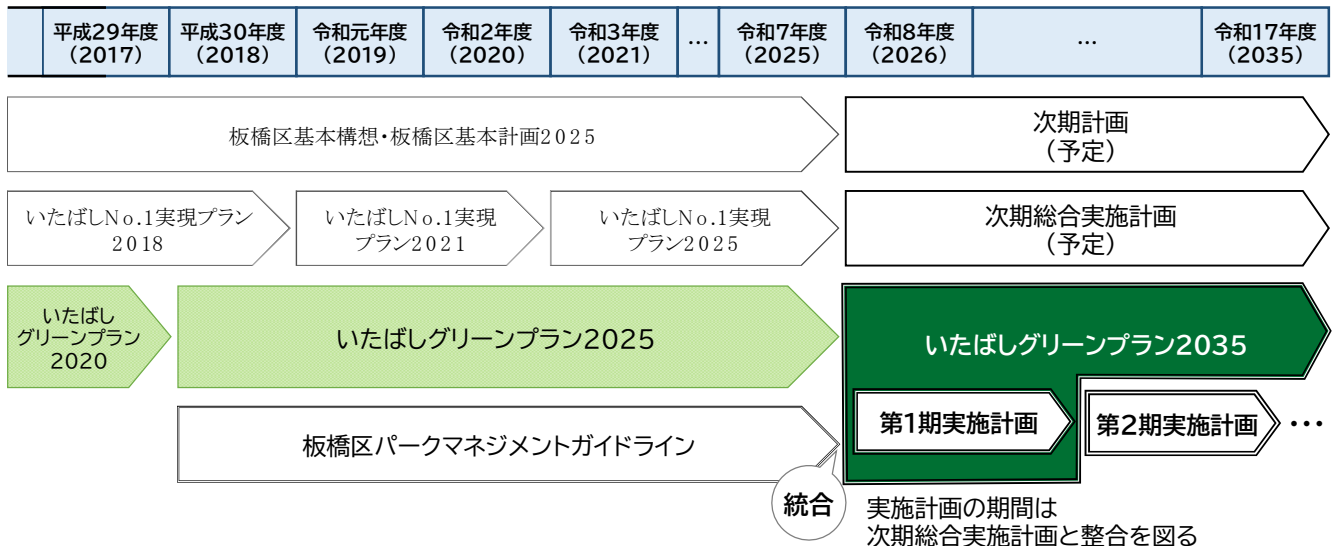 平成29年度
(2017)
平成30年度
(2018)
令和元年度
(2019)
令和2年度
(2020)
令和3年度
(2021)
…
令和7年度
(2025)
令和8年度
(2026)
…
令和17年度
(2035)
板橋区基本構想・板橋区基本計画2025
次期計画
(予定)
いたばしNo.1実現プラン
2018
いたばしNo.1実現
プラン2021
いたばしNo.1実現
プラン2025
次期総合実施計画
(予定)
いたばし
グリーンプラン
2020
いたばしグリーンプラン2025
いたばしグリーンプラン2035
板橋区パークマネジメントガイドライン
第1期実施計画
第2期実施計画
…
統合
実施計画の期間は
次期総合実施計画と整合を図る